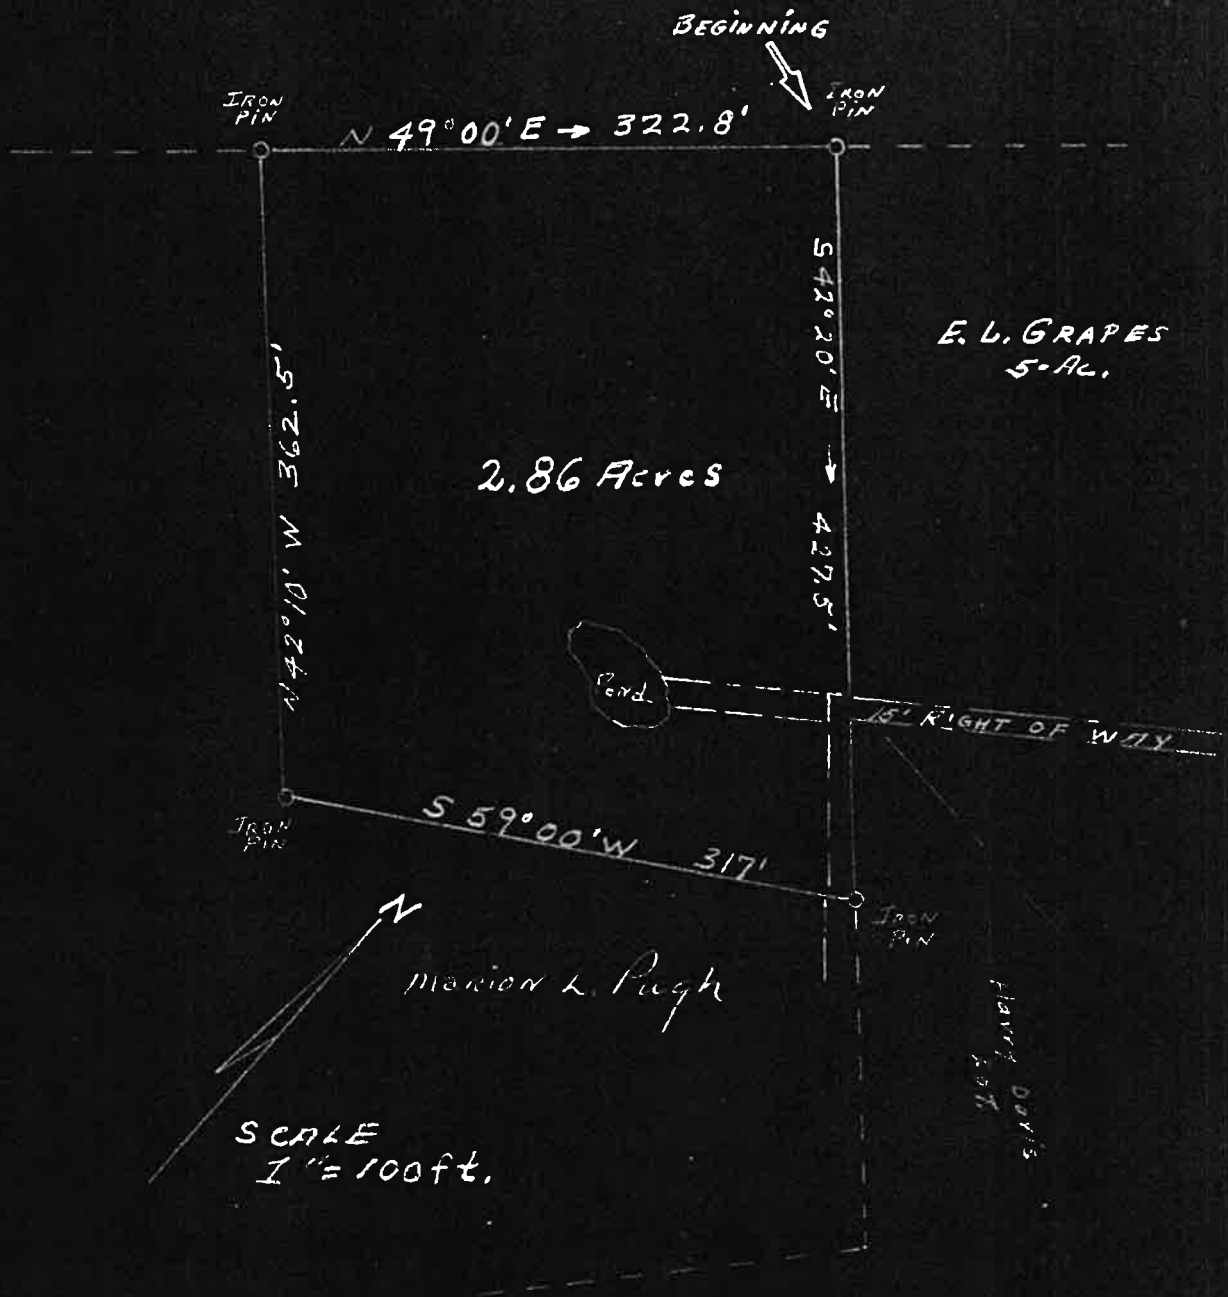 BEGINNING
IRON
PIN
IRON
PIN
N 49°00' E → 322.8'
S 42°20' E → 427.5'
E. L. GRAPES
5-Ac.
N 42°10' W 362.5'
2.86 Acres
Pond
15' RIGHT OF WAY
IRON
PIN
S 59°00' W 317'
IRON
PIN
N
Marion L. Pugh
Davis
Lot
SCALE
1" = 100 ft.